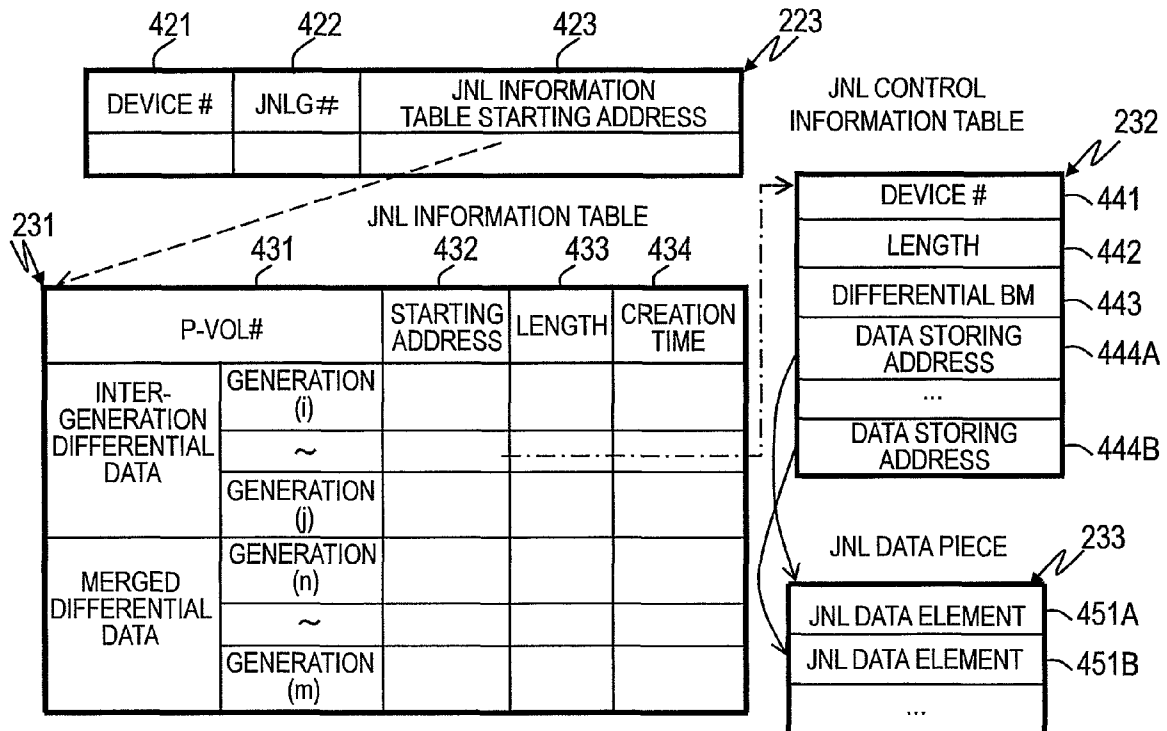 421
422
423
223
DEVICE #
JNLG #
JNL INFORMATION
TABLE STARTING ADDRESS
JNL CONTROL
INFORMATION TABLE
232
DEVICE #
441
LENGTH
442
DIFFERENTIAL BM
443
DATA STORING
ADDRESS
444A
...
DATA STORING
ADDRESS
444B
JNL INFORMATION TABLE
231
431
432
433
434
P-VOL#
STARTING
ADDRESS
LENGTH
CREATION
TIME
INTER-
GENERATION
DIFFERENTIAL
DATA
GENERATION
(i)
~
GENERATION
(j)
MERGED
DIFFERENTIAL
DATA
GENERATION
(n)
~
GENERATION
(m)
JNL DATA PIECE
233
JNL DATA ELEMENT
451A
JNL DATA ELEMENT
451B
...